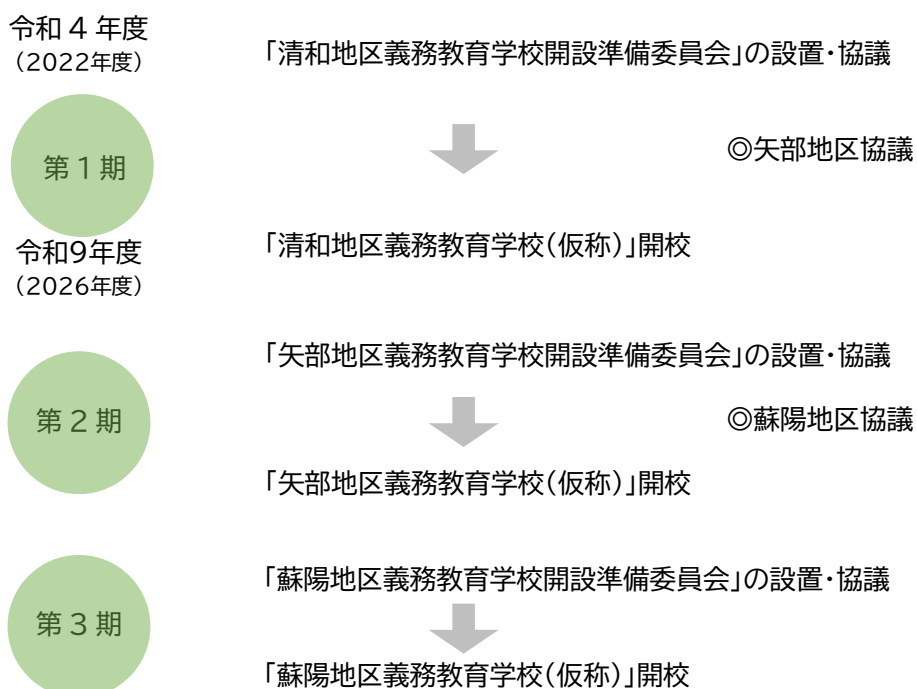 令和４年度
（2022年度）
「清和地区義務教育学校開設準備委員会」の設置・協議
第１期
◎矢部地区協議
令和9年度
（2026年度）
「清和地区義務教育学校（仮称）」開校
「矢部地区義務教育学校開設準備委員会」の設置・協議
第２期
◎蘇陽地区協議
「矢部地区義務教育学校（仮称）」開校
「蘇陽地区義務教育学校開設準備委員会」の設置・協議
第３期
「蘇陽地区義務教育学校（仮称）」開校